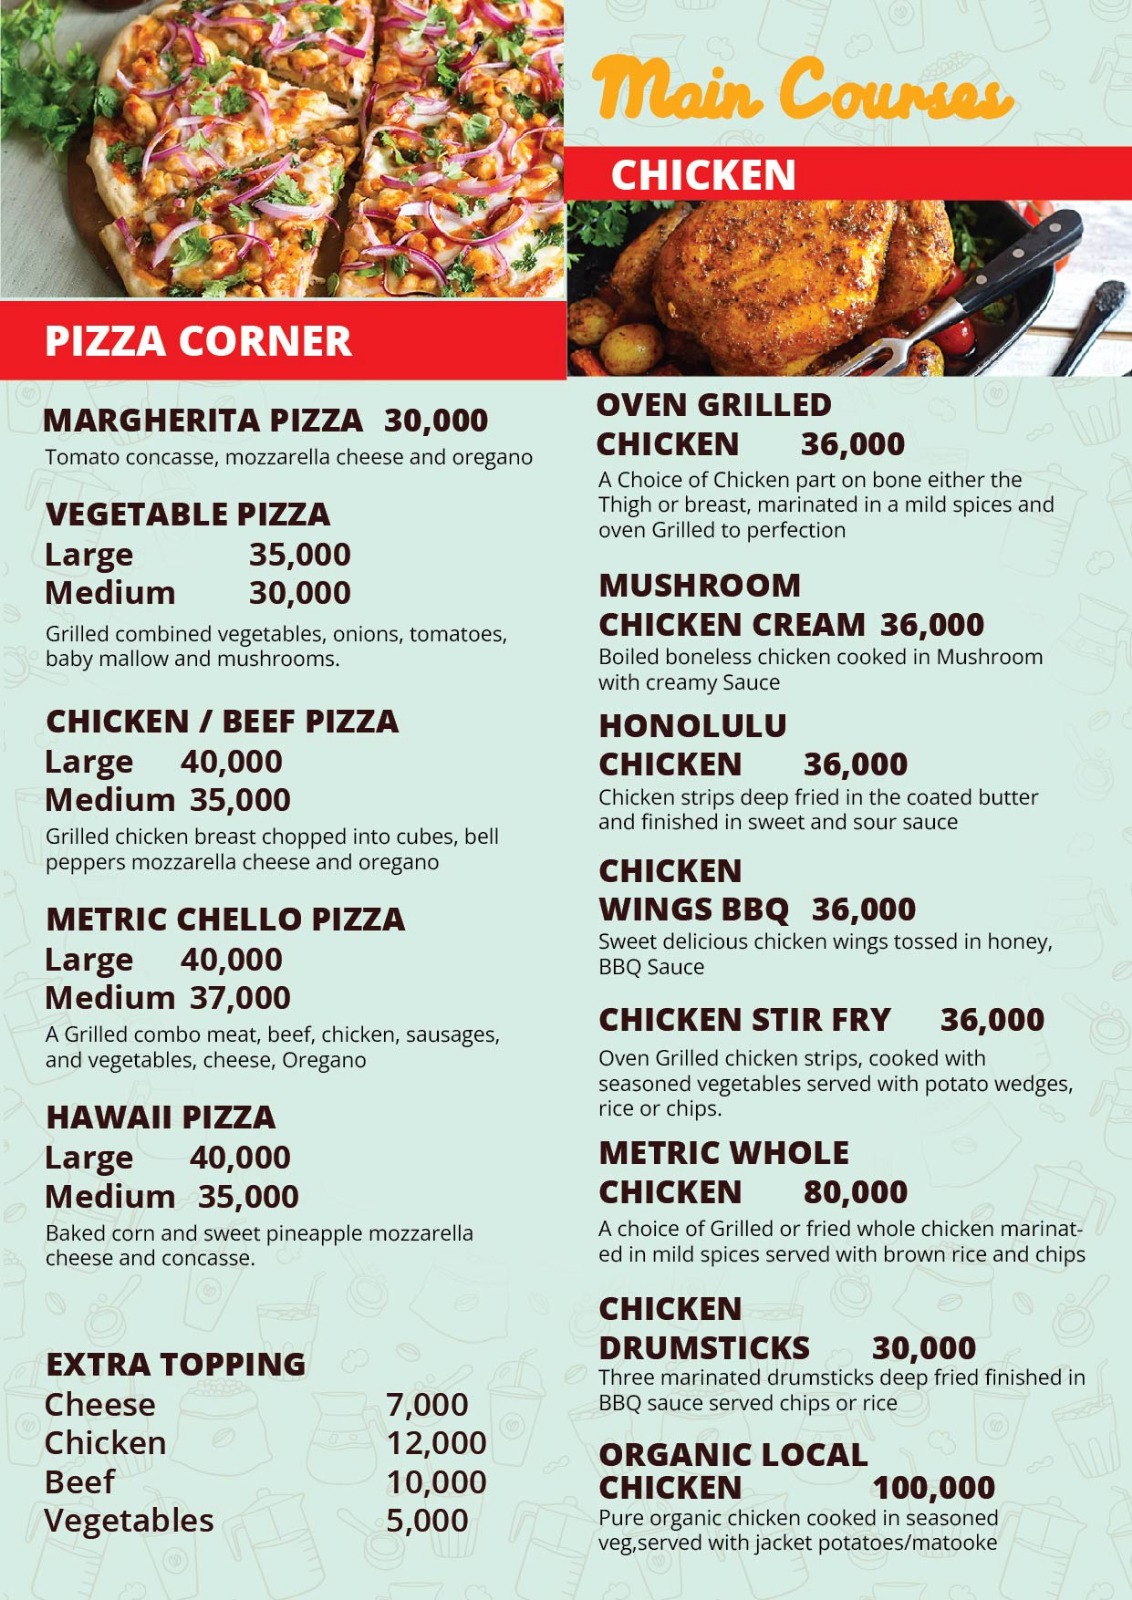 PIZZA CORNER
MARGHERITA PIZZA 30,000
Tomato concasse, mozzarella cheese and oregano
VEGETABLE PIZZA
Large 35,000
Medium 30,000
Grilled combined vegetables, onions, tomatoes,
baby mallow and mushrooms.
CHICKEN / BEEF PIZZA
Large 40,000
Medium 35,000
Grilled chicken breast chopped into cubes, bell
peppers mozzarella cheese and oregano
METRIC CHELLO PIZZA
Large 40,000
Medium 37,000
A Grilled combo meat, beef, chicken, sausages,
and vegetables, cheese, Oregano
HAWAII PIZZA
Large 40,000
Medium 35,000
Baked corn and sweet pineapple mozzarella
cheese and concasse.
EXTRA TOPPING
Cheese 7,000
Chicken 12,000
Beef 10,000
Vegetables 5,000
Main Courses
CHICKEN
OVEN GRILLED
CHICKEN 36,000
A Choice of Chicken part on bone either the
Thigh or breast, marinated in a mild spices and
oven Grilled to perfection
MUSHROOM
CHICKEN CREAM 36,000
Boiled boneless chicken cooked in Mushroom
with creamy Sauce
HONOLULU
CHICKEN 36,000
Chicken strips deep fried in the coated butter
and finished in sweet and sour sauce
CHICKEN
WINGS BBQ 36,000
Sweet delicious chicken wings tossed in honey,
BBQ Sauce
CHICKEN STIR FRY 36,000
Oven Grilled chicken strips, cooked with
seasoned vegetables served with potato wedges,
rice or chips.
METRIC WHOLE
CHICKEN 80,000
A choice of Grilled or fried whole chicken marinat-
ed in mild spices served with brown rice and chips
CHICKEN
DRUMSTICKS 30,000
Three marinated drumsticks deep fried finished in
BBQ sauce served chips or rice
ORGANIC LOCAL
CHICKEN 100,000
Pure organic chicken cooked in seasoned
veg,served with jacket potatoes/matooke